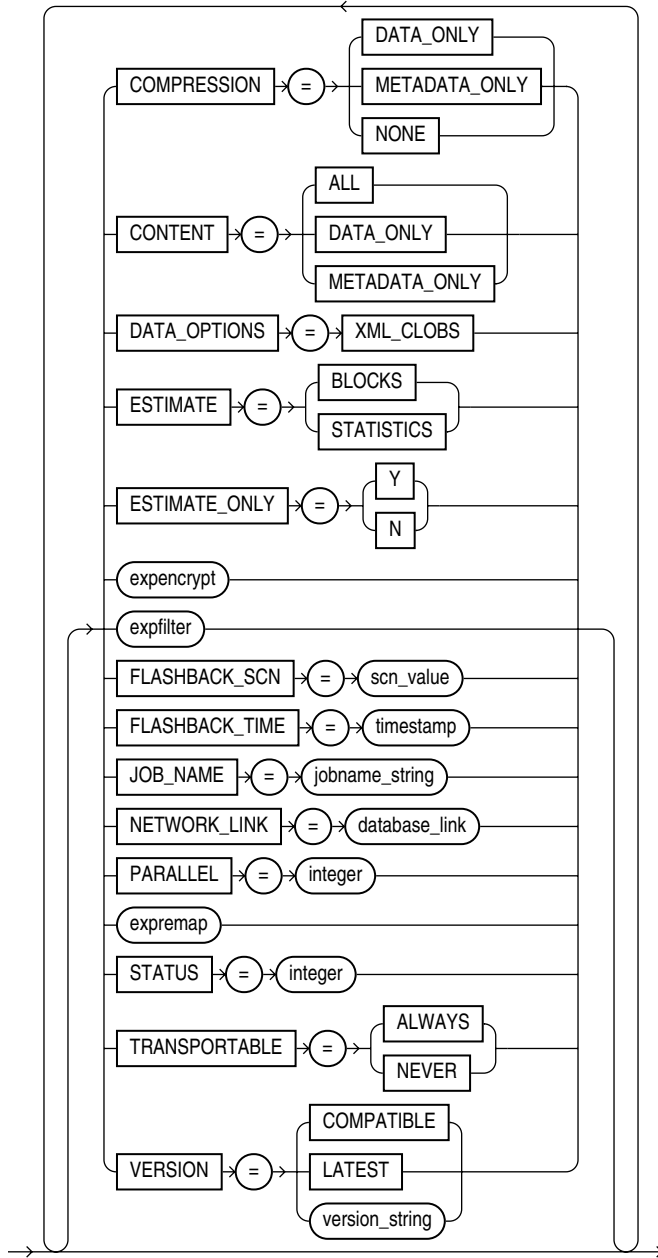 DATA_ONLY
COMPRESSION = METADATA_ONLY
NONE
ALL
CONTENT = DATA_ONLY
METADATA_ONLY
DATA_OPTIONS = XML_CLOBS
BLOCKS
ESTIMATE =
STATISTICS
Y
ESTIMATE_ONLY =
N
expencrypt
expfilter
FLASHBACK_SCN = scn_value
FLASHBACK_TIME = timestamp
JOB_NAME = jobname_string
NETWORK_LINK = database_link
PARALLEL = integer
expremap
STATUS = integer
ALWAYS
TRANSPORTABLE =
NEVER
COMPATIBLE
VERSION = LATEST
version_string